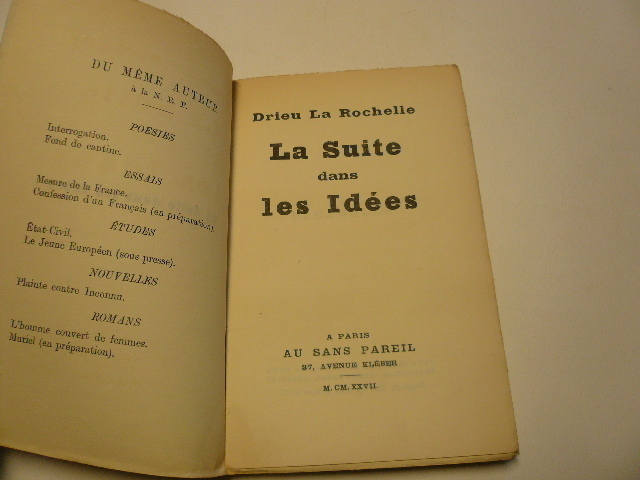 DU MÊME AUTEUR
à la N. R. F.
POESIES
Interrogation.
Fond de cantine.
ESSAIS
Mesure de la France.
Confession d'un Français (en préparation).
ÉTUDES
État-Civil.
Le Jeune Européen (sous presse).
NOUVELLES
Plainte contre Inconnu.
ROMANS
L'homme couvert de femmes.
Muriel (en préparation).
Drieu La Rochelle
La Suite
dans
les Idées
A PARIS
AU SANS PAREIL
37, AVENUE KLÉBER
M. CM. XXVII.